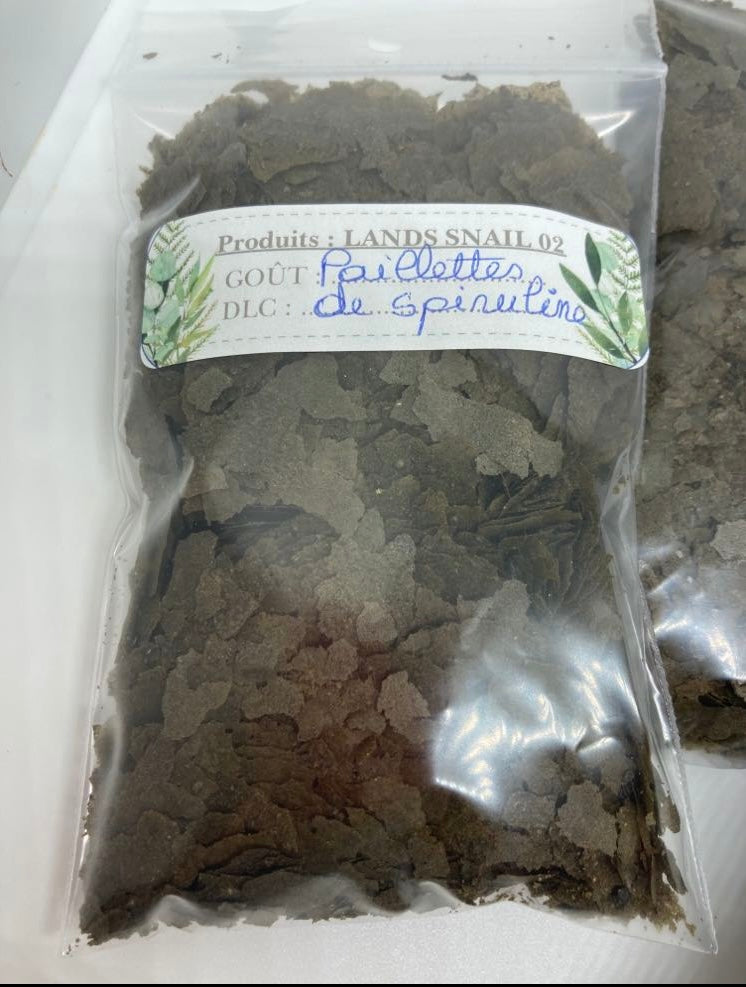 Produits : LANDS SNAIL 02
GOÛT : Paillettes
DLC : de spiruline